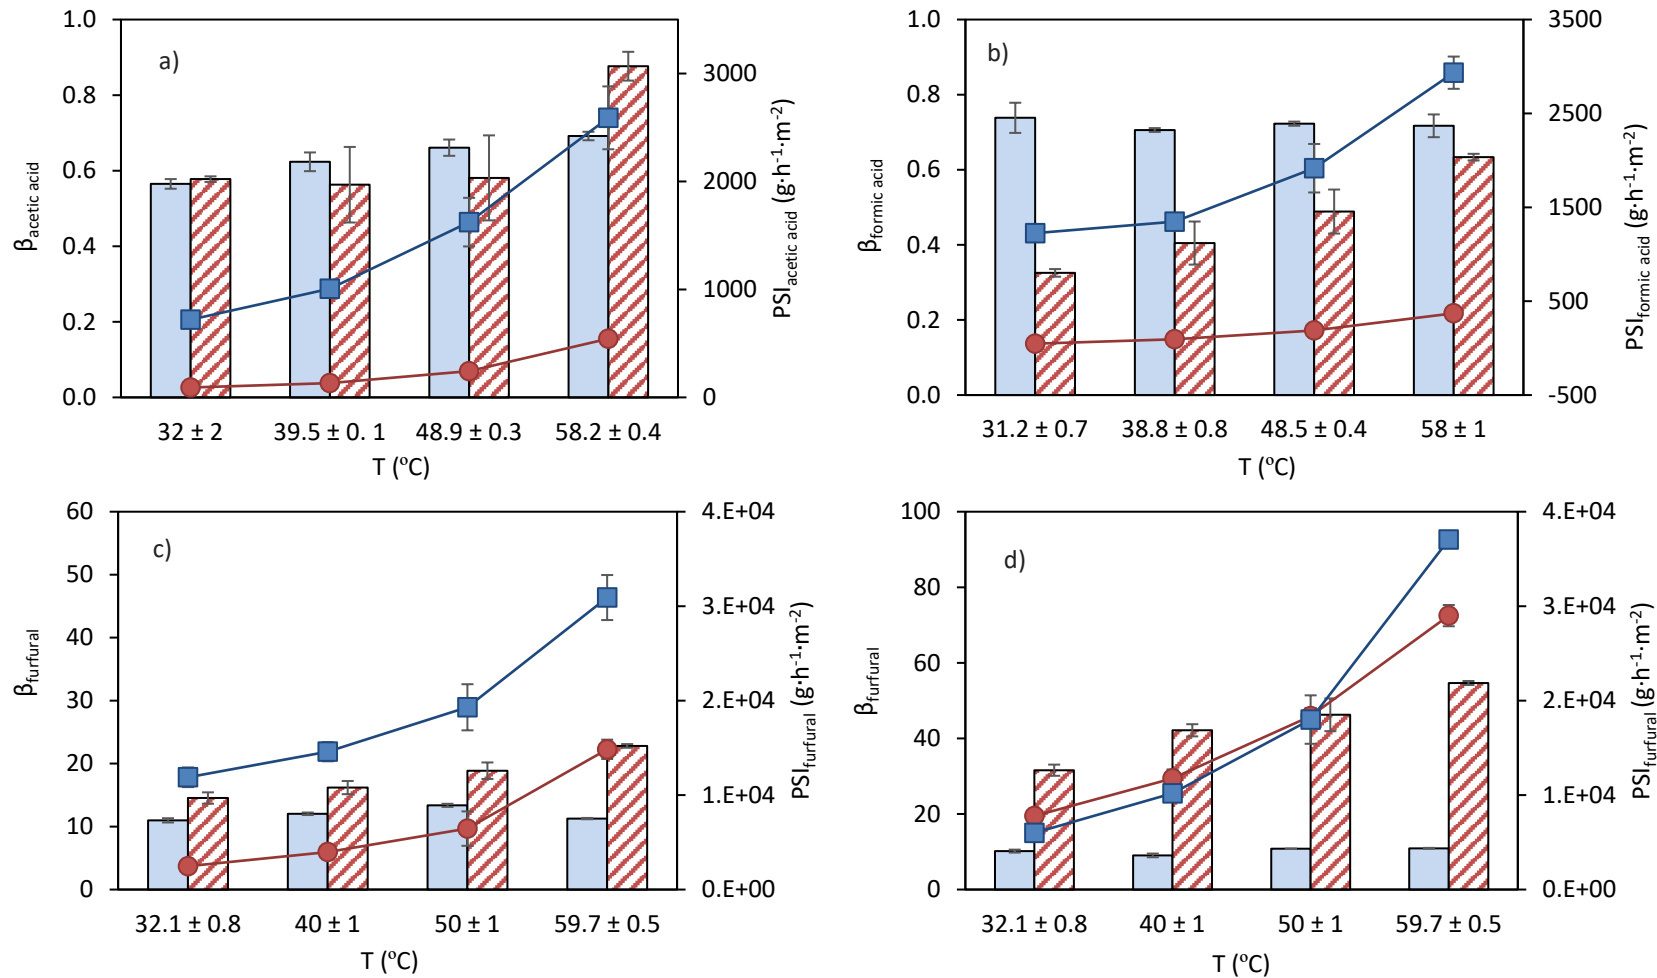 a)
1.0
0.8
0.6
0.4
0.2
0.0
βacetic acid
3000
2000
1000
0
PSIacetic acid (g·h-1·m-2)
32 ± 2 39.5 ± 0. 1 48.9 ± 0.3 58.2 ± 0.4
T (ºC)
b)
1.0
0.8
0.6
0.4
0.2
0.0
βformic acid
3500
2500
1500
500
-500
PSIformic acid (g·h-1·m-2)
31.2 ± 0.7 38.8 ± 0.8 48.5 ± 0.4 58 ± 1
T (ºC)
c)
60
50
40
30
20
10
0
βfurfural
4.E+04
3.E+04
2.E+04
1.E+04
0.E+00
PSIfurfural (g·h-1·m-2)
32.1 ± 0.8 40 ± 1 50 ± 1 59.7 ± 0.5
T (ºC)
d)
100
80
60
40
20
0
βfurfural
4.E+04
3.E+04
2.E+04
1.E+04
0.E+00
PSIfurfural (g·h-1·m-2)
32.1 ± 0.8 40 ± 1 50 ± 1 59.7 ± 0.5
T (ºC)